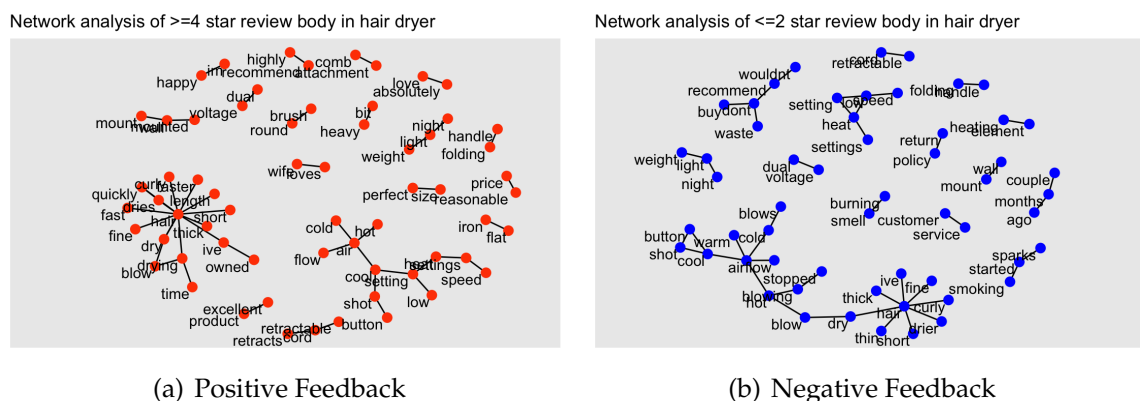 Network analysis of >=4 star review body in hair dryer
highly
comb
im
recommend
attachment
happy
dual
love
absolutely
voltage
mount
wall
mounted
brush
round
bit
heavy
night
light
weight
handle
folding
wife
loves
perfect
size
price
reasonable
curly
faster
quickly
length
dries
fast
hair
short
fine
thick
dry
ive
drying
blow
owned
time
cold
hot
air
flow
iron
flat
cool
setting
heat
settings
speed
shot
low
button
excellent
product
retractable
retracts
cord
(a) Positive Feedback
Network analysis of <=2 star review body in hair dryer
cord
retractable
wouldnt
recommend
buy
dont
waste
setting
low
speed
heat
settings
folding
handle
heating
element
return
policy
weight
light
night
dual
voltage
wall
mount
couple
months
ago
burning
smell
customer
service
blows
button
warm
cold
shot
cool
air
flow
stopped
blowing
hot
blow
dry
ive
fine
thick
hair
curly
drier
thin
short
sparks
started
smoking
(b) Negative Feedback